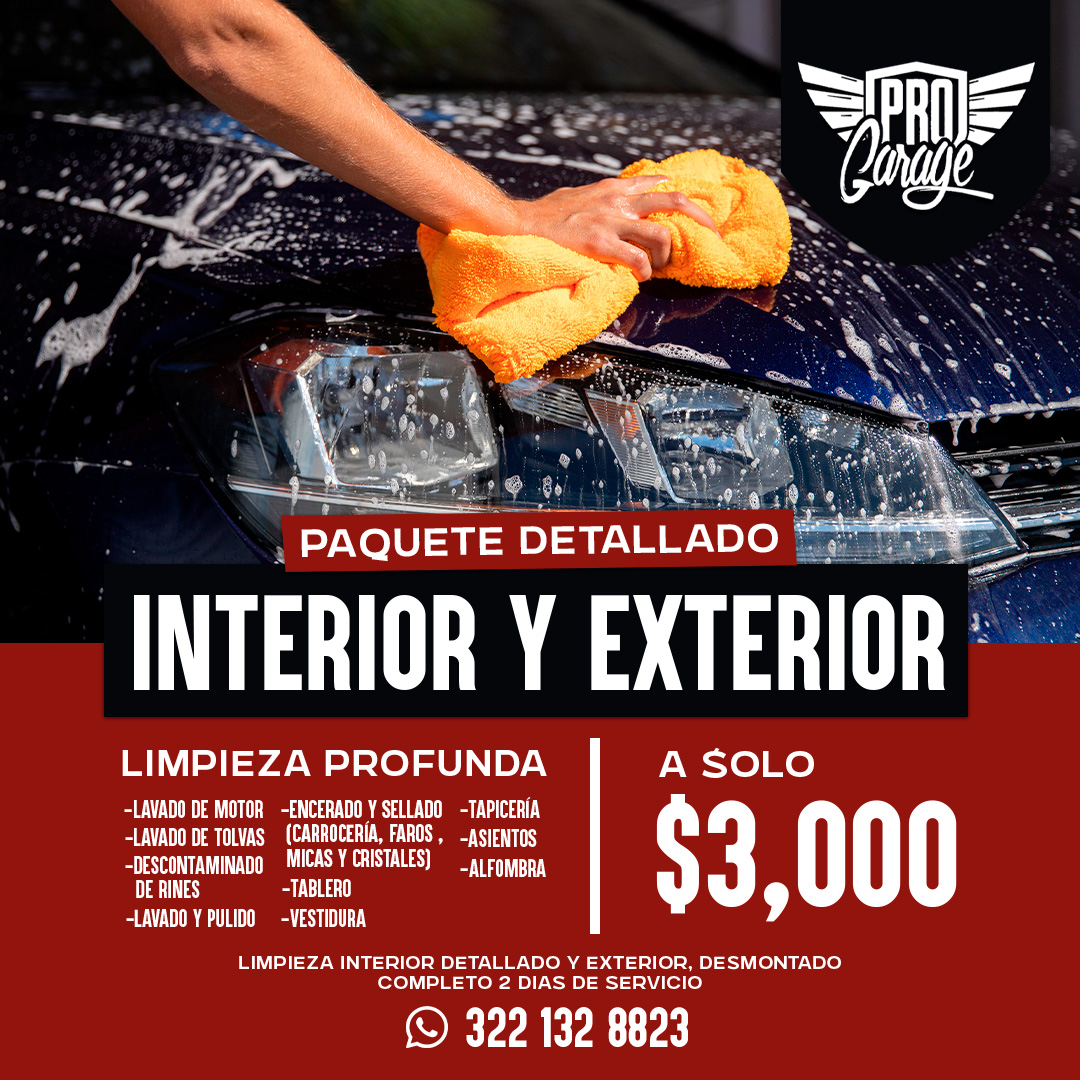 PRO
Garage
PAQUETE DETALLADO
INTERIOR Y EXTERIOR
LIMPIEZA PROFUNDA
-LAVADO DE MOTOR
-LAVADO DE TOLVAS
-DESCONTAMINADO
DE RINES
-LAVADO Y PULIDO
-ENCERADO Y SELLADO
(CARROCERÍA, FAROS ,
MICAS Y CRISTALES)
-TABLERO
-VESTIDURA
-TAPICERÍA
-ASIENTOS
-ALFOMBRA
A SOLO
$3,000
LIMPIEZA INTERIOR DETALLADO Y EXTERIOR, DESMONTADO
COMPLETO 2 DIAS DE SERVICIO
322 132 8823